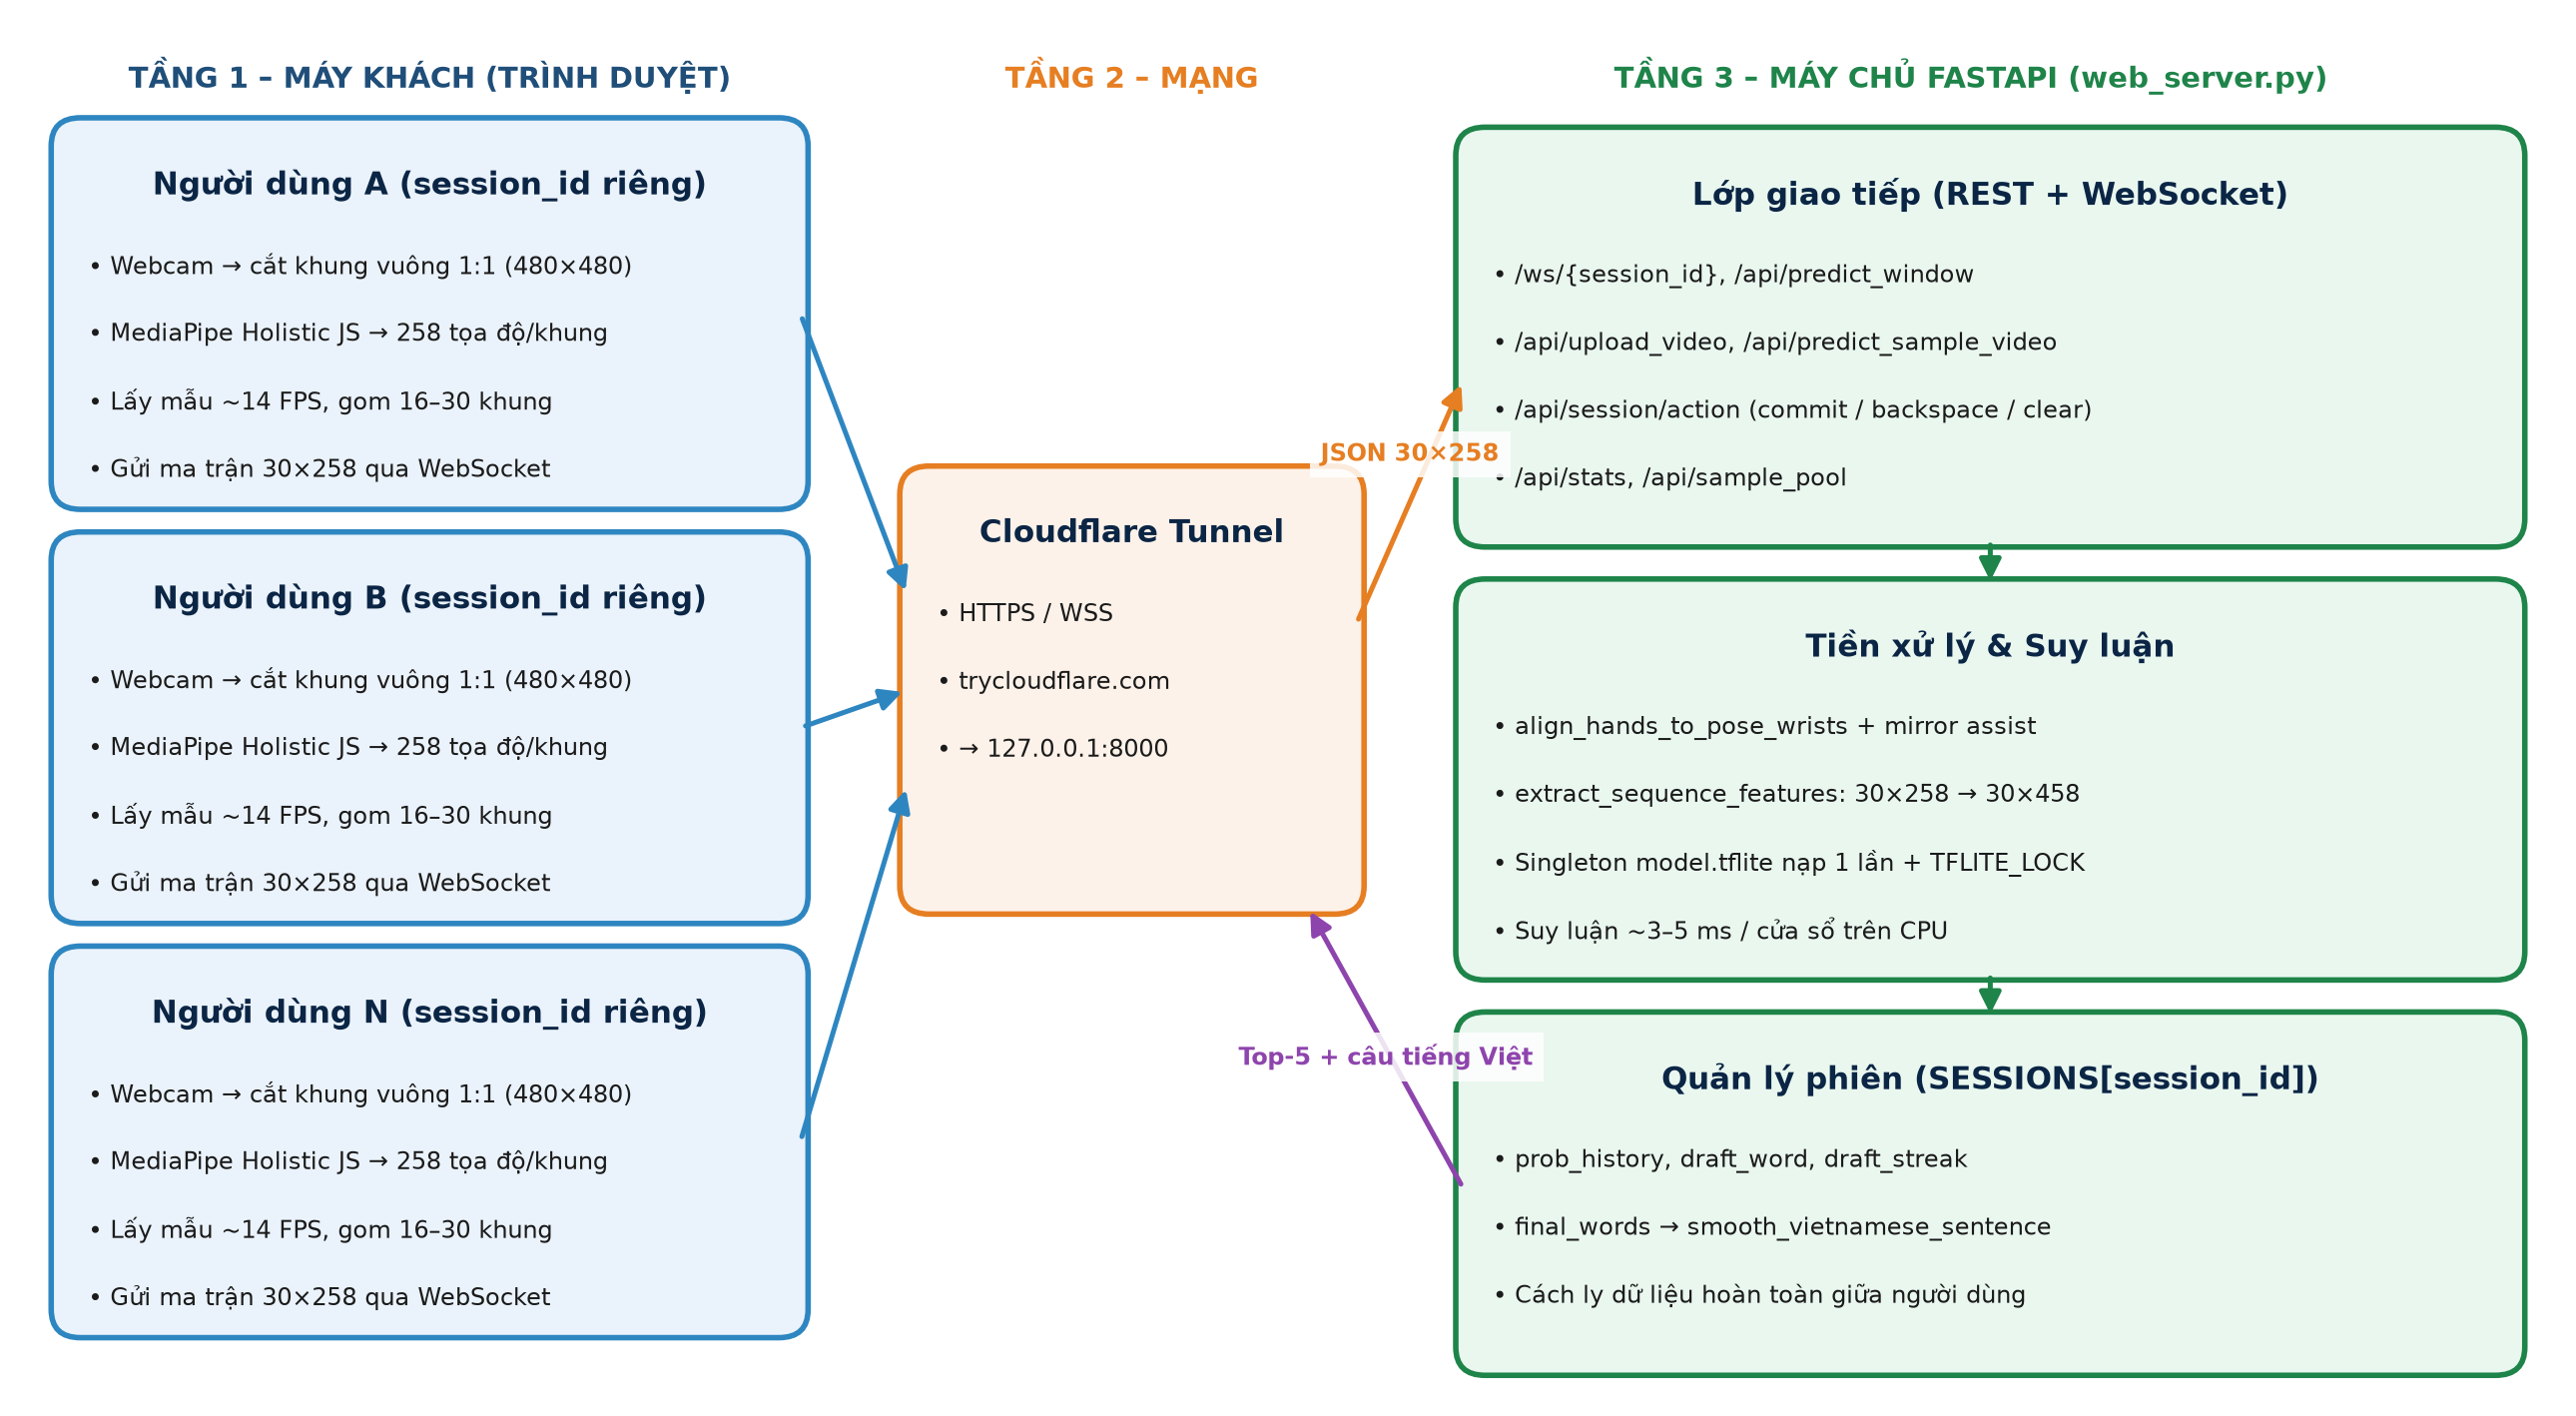 TẦNG 1 – MÁY KHÁCH (TRÌNH DUYỆT)
Người dùng A (session_id riêng)
• Webcam → cắt khung vuông 1:1 (480×480)
• MediaPipe Holistic JS → 258 tọa độ/khung
• Lấy mẫu ~14 FPS, gom 16–30 khung
• Gửi ma trận 30×258 qua WebSocket
Người dùng B (session_id riêng)
• Webcam → cắt khung vuông 1:1 (480×480)
• MediaPipe Holistic JS → 258 tọa độ/khung
• Lấy mẫu ~14 FPS, gom 16–30 khung
• Gửi ma trận 30×258 qua WebSocket
Người dùng N (session_id riêng)
• Webcam → cắt khung vuông 1:1 (480×480)
• MediaPipe Holistic JS → 258 tọa độ/khung
• Lấy mẫu ~14 FPS, gom 16–30 khung
• Gửi ma trận 30×258 qua WebSocket
TẦNG 2 – MẠNG
Cloudflare Tunnel
• HTTPS / WSS
• trycloudflare.com
• → 127.0.0.1:8000
JSON 30×258
Top-5 + câu tiếng Việt
TẦNG 3 – MÁY CHỦ FASTAPI (web_server.py)
Lớp giao tiếp (REST + WebSocket)
• /ws/{session_id}, /api/predict_window
• /api/upload_video, /api/predict_sample_video
• /api/session/action (commit / backspace / clear)
• /api/stats, /api/sample_pool
Tiền xử lý & Suy luận
• align_hands_to_pose_wrists + mirror assist
• extract_sequence_features: 30×258 → 30×458
• Singleton model.tflite nạp 1 lần + TFLITE_LOCK
• Suy luận ~3–5 ms / cửa sổ trên CPU
Quản lý phiên (SESSIONS[session_id])
• prob_history, draft_word, draft_streak
• final_words → smooth_vietnamese_sentence
• Cách ly dữ liệu hoàn toàn giữa người dùng